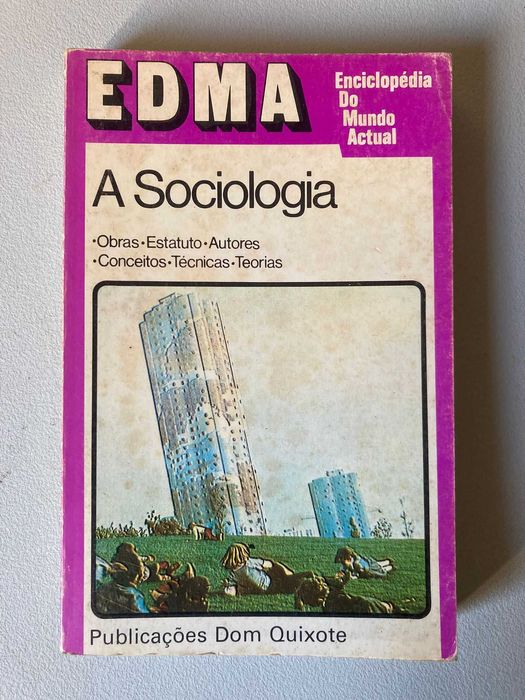 EDMA
Enciclopédia
Do
Mundo
Actual
A Sociologia
•Obras•Estatuto•Autores
•Conceitos•Técnicas•Teorias
Publicações Dom Quixote